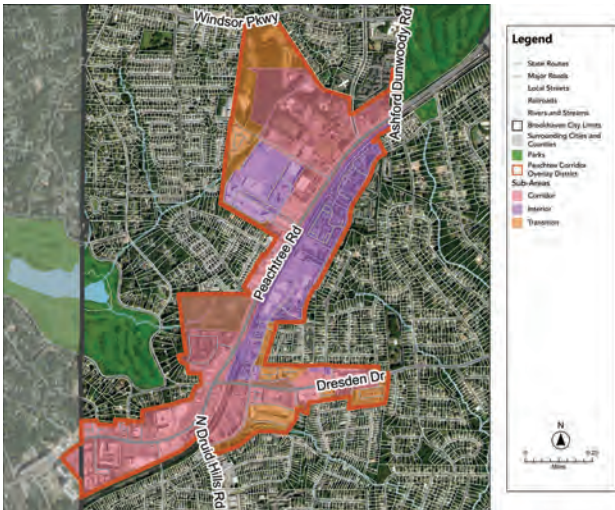 Windsor Pkwy
Ashford Dunwoody Rd
Peachtree Rd
Dresden Dr
N Druid Hills Rd
Legend
State Routes
Major Roads
Local Streets
Railroads
Rivers and Streams
Brookhaven City Limits
Surrounding Cities and
Counties
Parks
Peachtree Corridor
Overlay District
Sub-Areas
Corridor
Interior
Transition
N
0
Miles